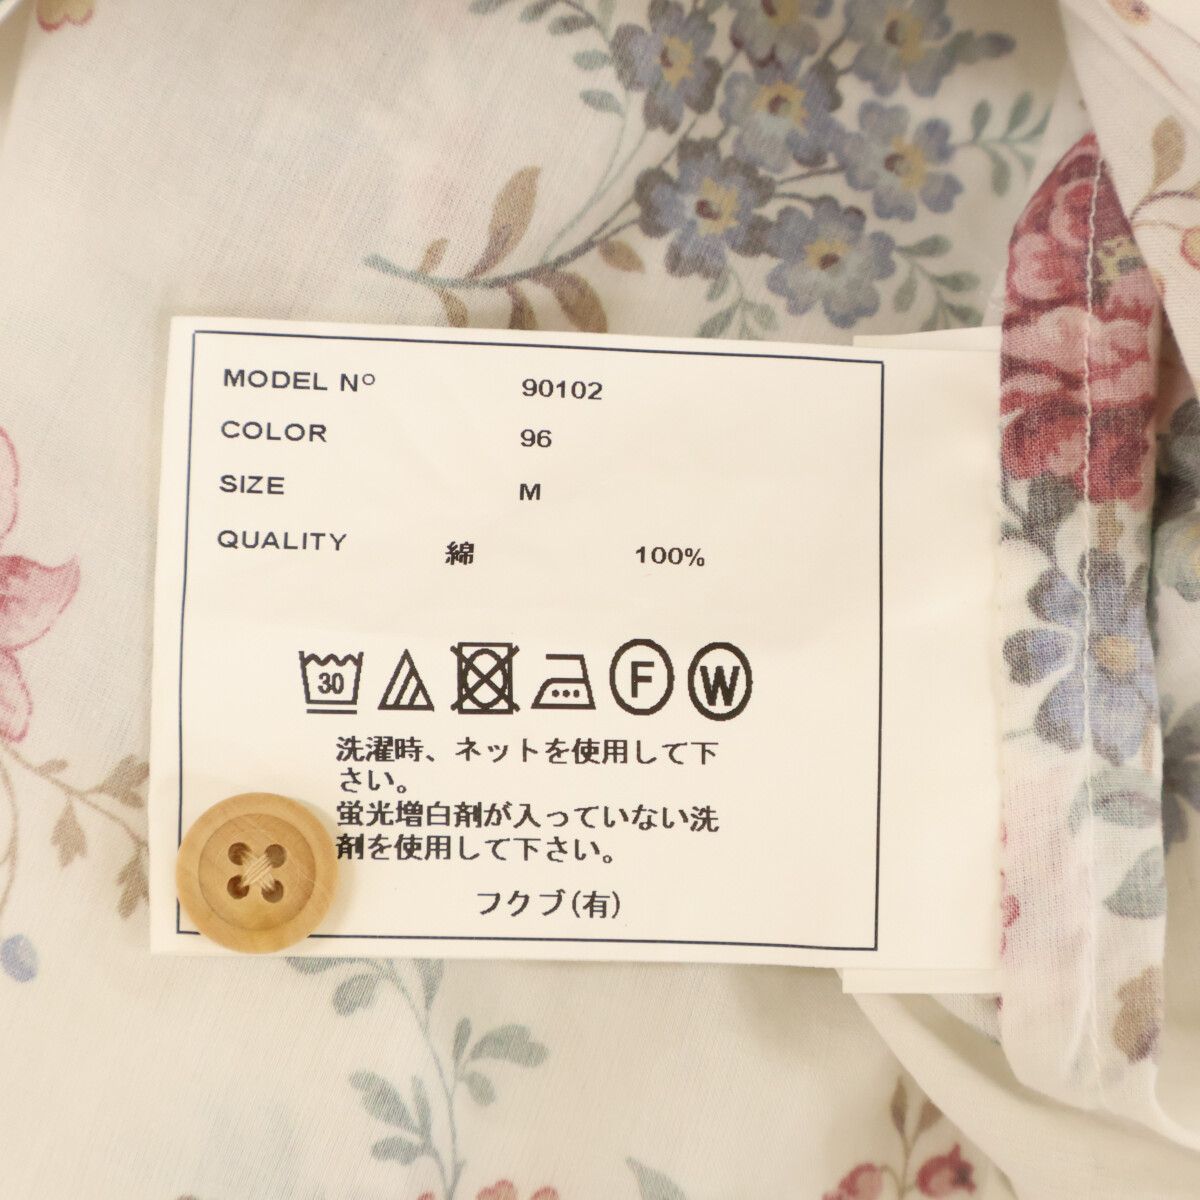 MODEL Nº 90102
COLOR 96
SIZE M
QUALITY 綿 100%
30 F W
洗濯時、ネットを使用して下
さい。
蛍光増白剤が入っていない洗
剤を使用して下さい。
フクブ(有)